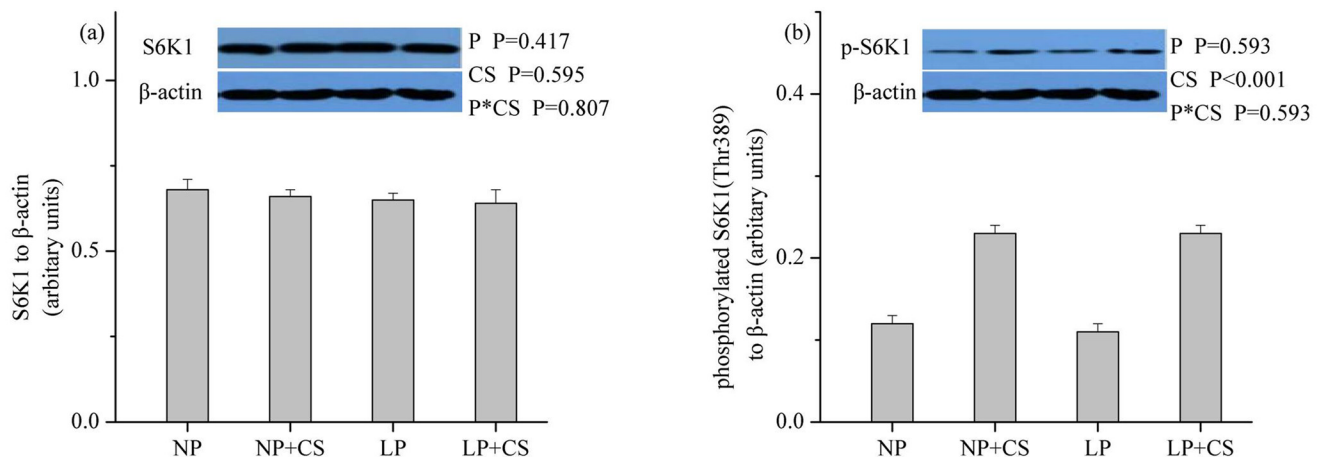 (a)
S6K1
P P=0.417
β-actin
CS P=0.595
P*CS P=0.807
1.0
0.5
0.0
S6K1 to β-actin
(arbitary units)
NP
NP+CS
LP
LP+CS
(b)
p-S6K1
P P=0.593
β-actin
CS P<0.001
P*CS P=0.593
0.4
0.2
0.0
phosphorylated S6K1(Thr389)
to β-actin (arbitary units)
NP
NP+CS
LP
LP+CS